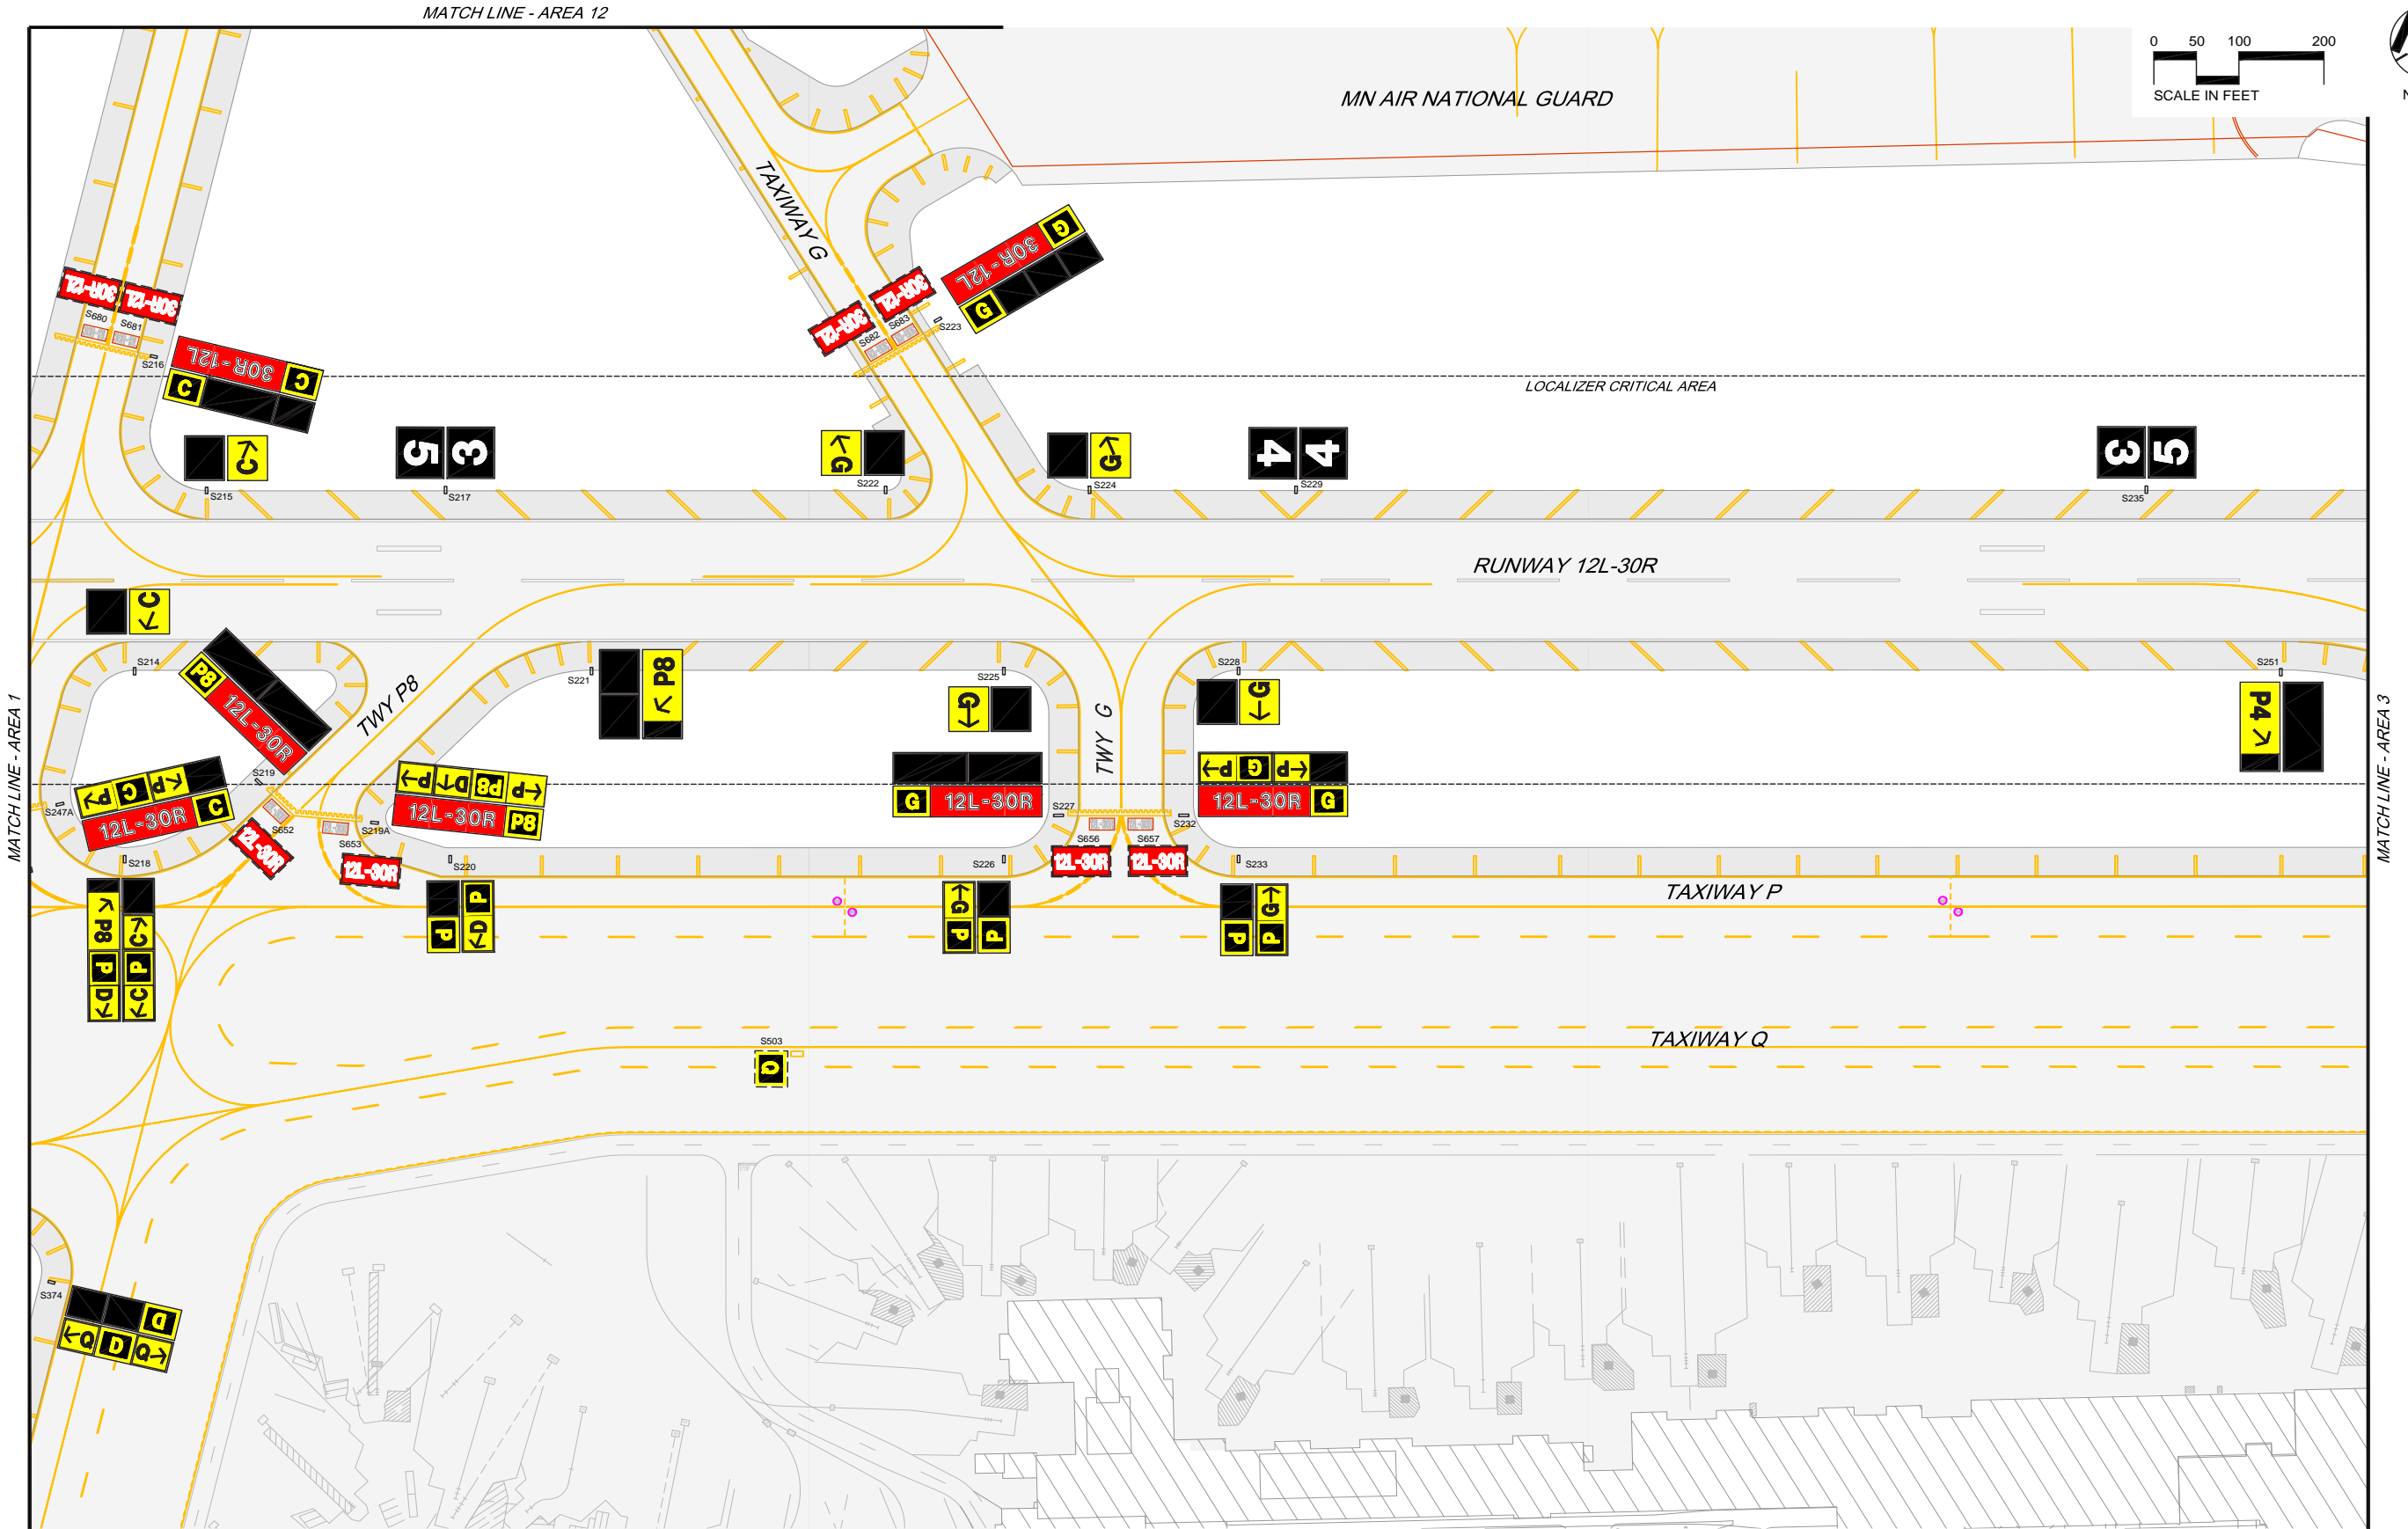 MATCH LINE - AREA 12
0 50 100 200
SCALE IN FEET
N
MN AIR NATIONAL GUARD
TAXIWAY G
30R-12L
30R-12L
S680
S681
S216
30R-12L
C
C
30R-12L
30R-12L
S682
S683
S223
30R-12L
G
G
LOCALIZER CRITICAL AREA
C
S215
5
3
S217
G
S222
G
S224
4
4
S229
3
5
S235
RUNWAY 12L-30R
C
S214
P8
12L-30R
TWY P8
S221
P8
S225
G
TWY G
S228
G
S251
P4
MATCH LINE - AREA 1
MATCH LINE - AREA 3
S247A
P C P
12L-30R C
S219
S652
12L-30R
S653
12L-30R
S219A
P D P8 P
12L-30R P8
G 12L-30R
S227
S656
S657
12L-30R
12L-30R
P G P
12L-30R G
S232
S218
P8 P D
C P C
S220
P
D P
S226
G P
P
S233
P
P G
TAXIWAY P
TAXIWAY Q
S503
Q
S374
D
Q D Q